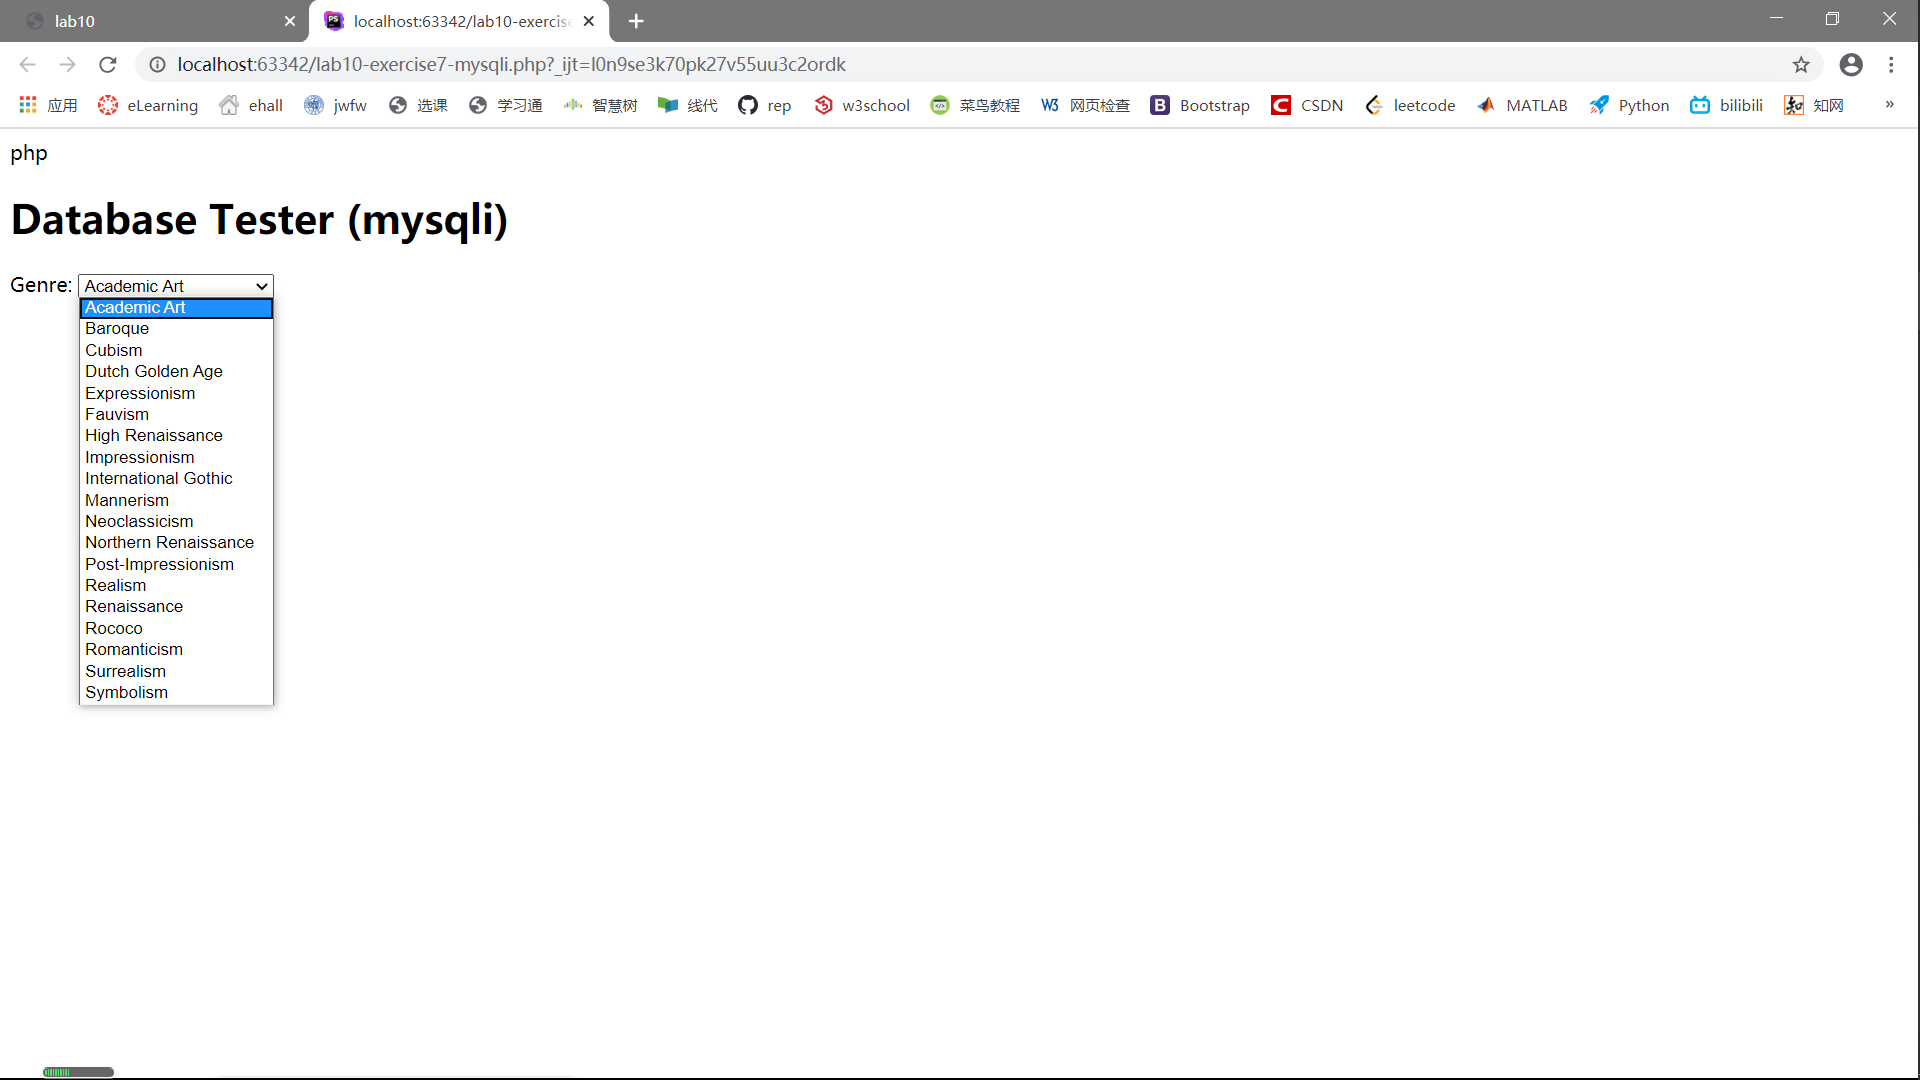 lab10
localhost:63342/lab10-exercise
localhost:63342/lab10-exercise7-mysqli.php?_ijt=l0n9se3k70pk27v55uu3c2ordk
应用 eLearning ehall jwfw 选课 学习通 智慧树 线代 rep w3school 菜鸟教程 W3 网页检查 B Bootstrap C CSDN leetcode MATLAB Python bilibili 知 知网 »
php
Database Tester (mysqli)
Genre: Academic Art
Academic Art
Baroque
Cubism
Dutch Golden Age
Expressionism
Fauvism
High Renaissance
Impressionism
International Gothic
Mannerism
Neoclassicism
Northern Renaissance
Post-Impressionism
Realism
Renaissance
Rococo
Romanticism
Surrealism
Symbolism